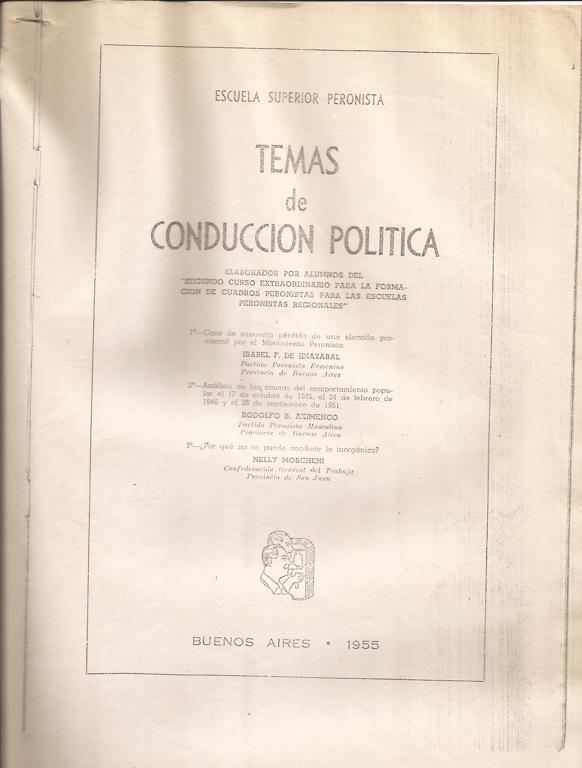 ESCUELA SUPERIOR PERONISTA
TEMAS
de
CONDUCCION POLITICA
ELABORADOS POR ALUMNOS DEL
"SEGUNDO CURSO EXTRAORDINARIO PARA LA FORMA-
CION DE CUADROS PERONISTAS PARA LAS ESCUELAS
PERONISTAS REGIONALES"
1º—Caso de supuesta pérdida de una elección pro-
vincial por el Movimiento Peronista.
ISABEL F. DE
Partido Peronista Femenino
Provincia de Buenos Aires
2º—Análisis de las causas del comportamiento popu-
lar el 17 de octubre de 1945, el 24 de febrero de
1946 y el 28 de septiembre de 1951.
RODOLFO B. AXIMENCO
Partido Peronista Masculino
Provincia de Buenos Aires
3º—¿Por qué no se puede conducir lo inorgánico?
NELLY MOSCHENI
Confederación General del Trabajo
Provincia de San Juan
BUENOS AIRES • 1955